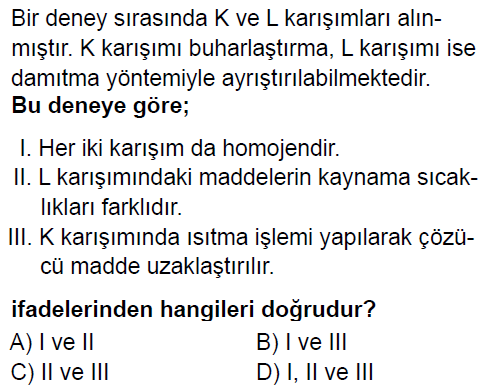 Bir deney sırasında K ve L karışımları alın-
mıştır. K karışımı buharlaştırma, L karışımı ise
damıtma yöntemiyle ayrıştırılabilmektedir.
Bu deneye göre;
I. Her iki karışım da homojendir.
II. L karışımındaki maddelerin kaynama sıcak-
lıkları farklıdır.
III. K karışımında ısıtma işlemi yapılarak çözü-
cü madde uzaklaştırılır.
ifadelerinden hangileri doğrudur?
A) I ve II B) I ve III
C) II ve III D) I, II ve III